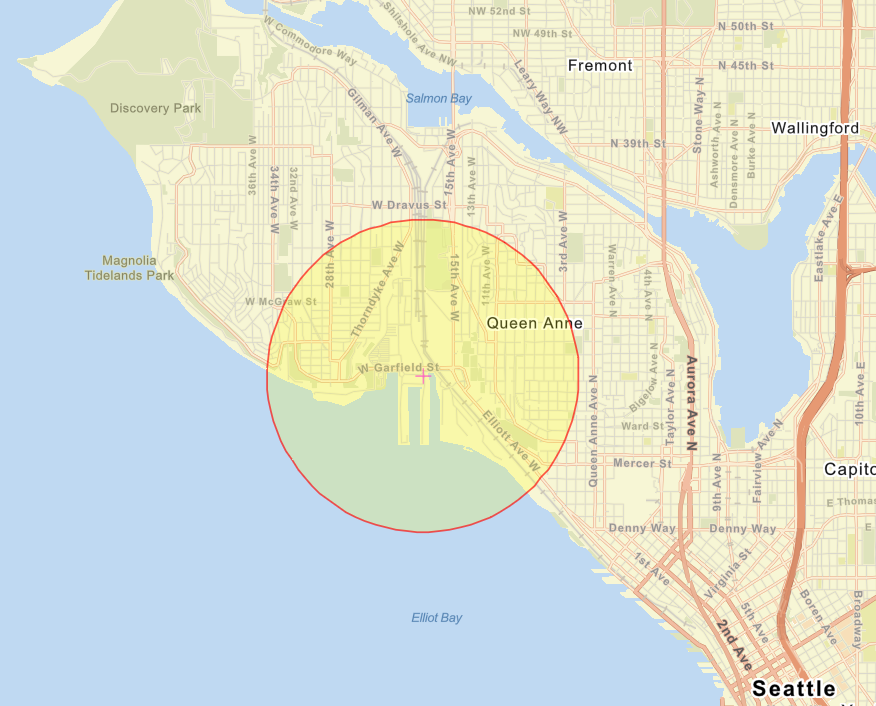 NW 52nd St
Shilshole Ave NW
W Commodore Way
NW 49th St
N 50th St
Fremont
N 45th St
Leary Way NW
Salmon Bay
Gilman Ave W
Discovery Park
Stone Way N
Ashworth Ave N
Densmore Ave N
Burke Ave N
Wallingford
N 39th St
36th Ave W
34th Ave W
32nd Ave W
15th Ave W
13th Ave W
W Dravus St
3rd Ave W
28th Ave W
Thorndyke Ave W
15th Ave W
11th Ave W
Warren Ave N
4th Ave N
Eastlake Ave E
Magnolia
Tidelands Park
W McGraw St
Queen Anne
W Garfield St
Bigelow Ave N
Taylor Ave N
Aurora Ave N
10th Ave E
Queen Anne Ave N
Elliott Ave W
Ward St
Mercer St
9th Ave N
Fairview Ave N
Capito
E Thomas
Denny Way
Denny Way
E
1st Ave
Virginia St
5th Ave
Boren Ave
Broadway
Elliot Bay
2nd Ave
Seattle